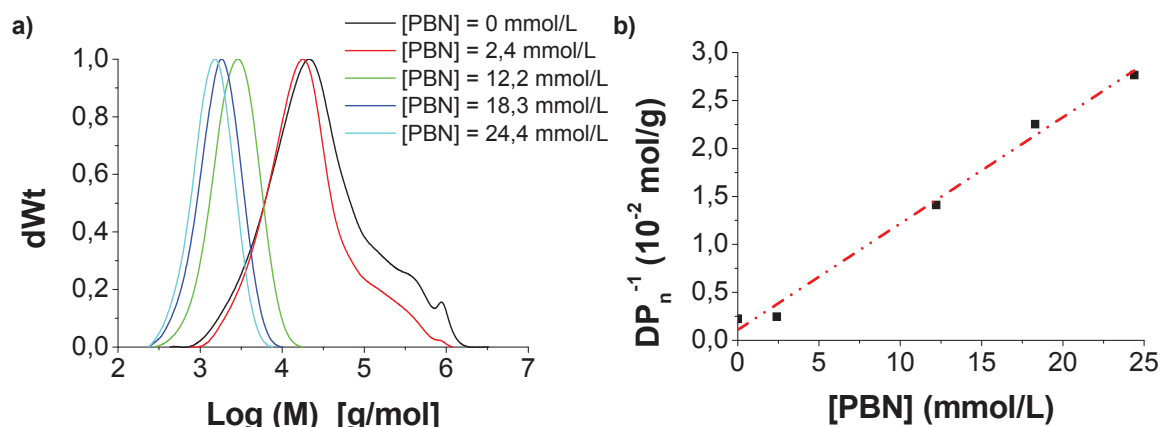 a)
[PBN] = 0 mmol/L
[PBN] = 2,4 mmol/L
[PBN] = 12,2 mmol/L
[PBN] = 18,3 mmol/L
[PBN] = 24,4 mmol/L
1,0
0,8
1,0
0,4
0,2
0,0
dWt
2 3 4 5 6 7
Log (M) [g/mol]
b)
3,0
2,5
2,0
1,5
1,0
0,5
0,0
DPn-1 (10-2 mol/g)
0 5 10 15 20 25
[PBN] (mmol/L)